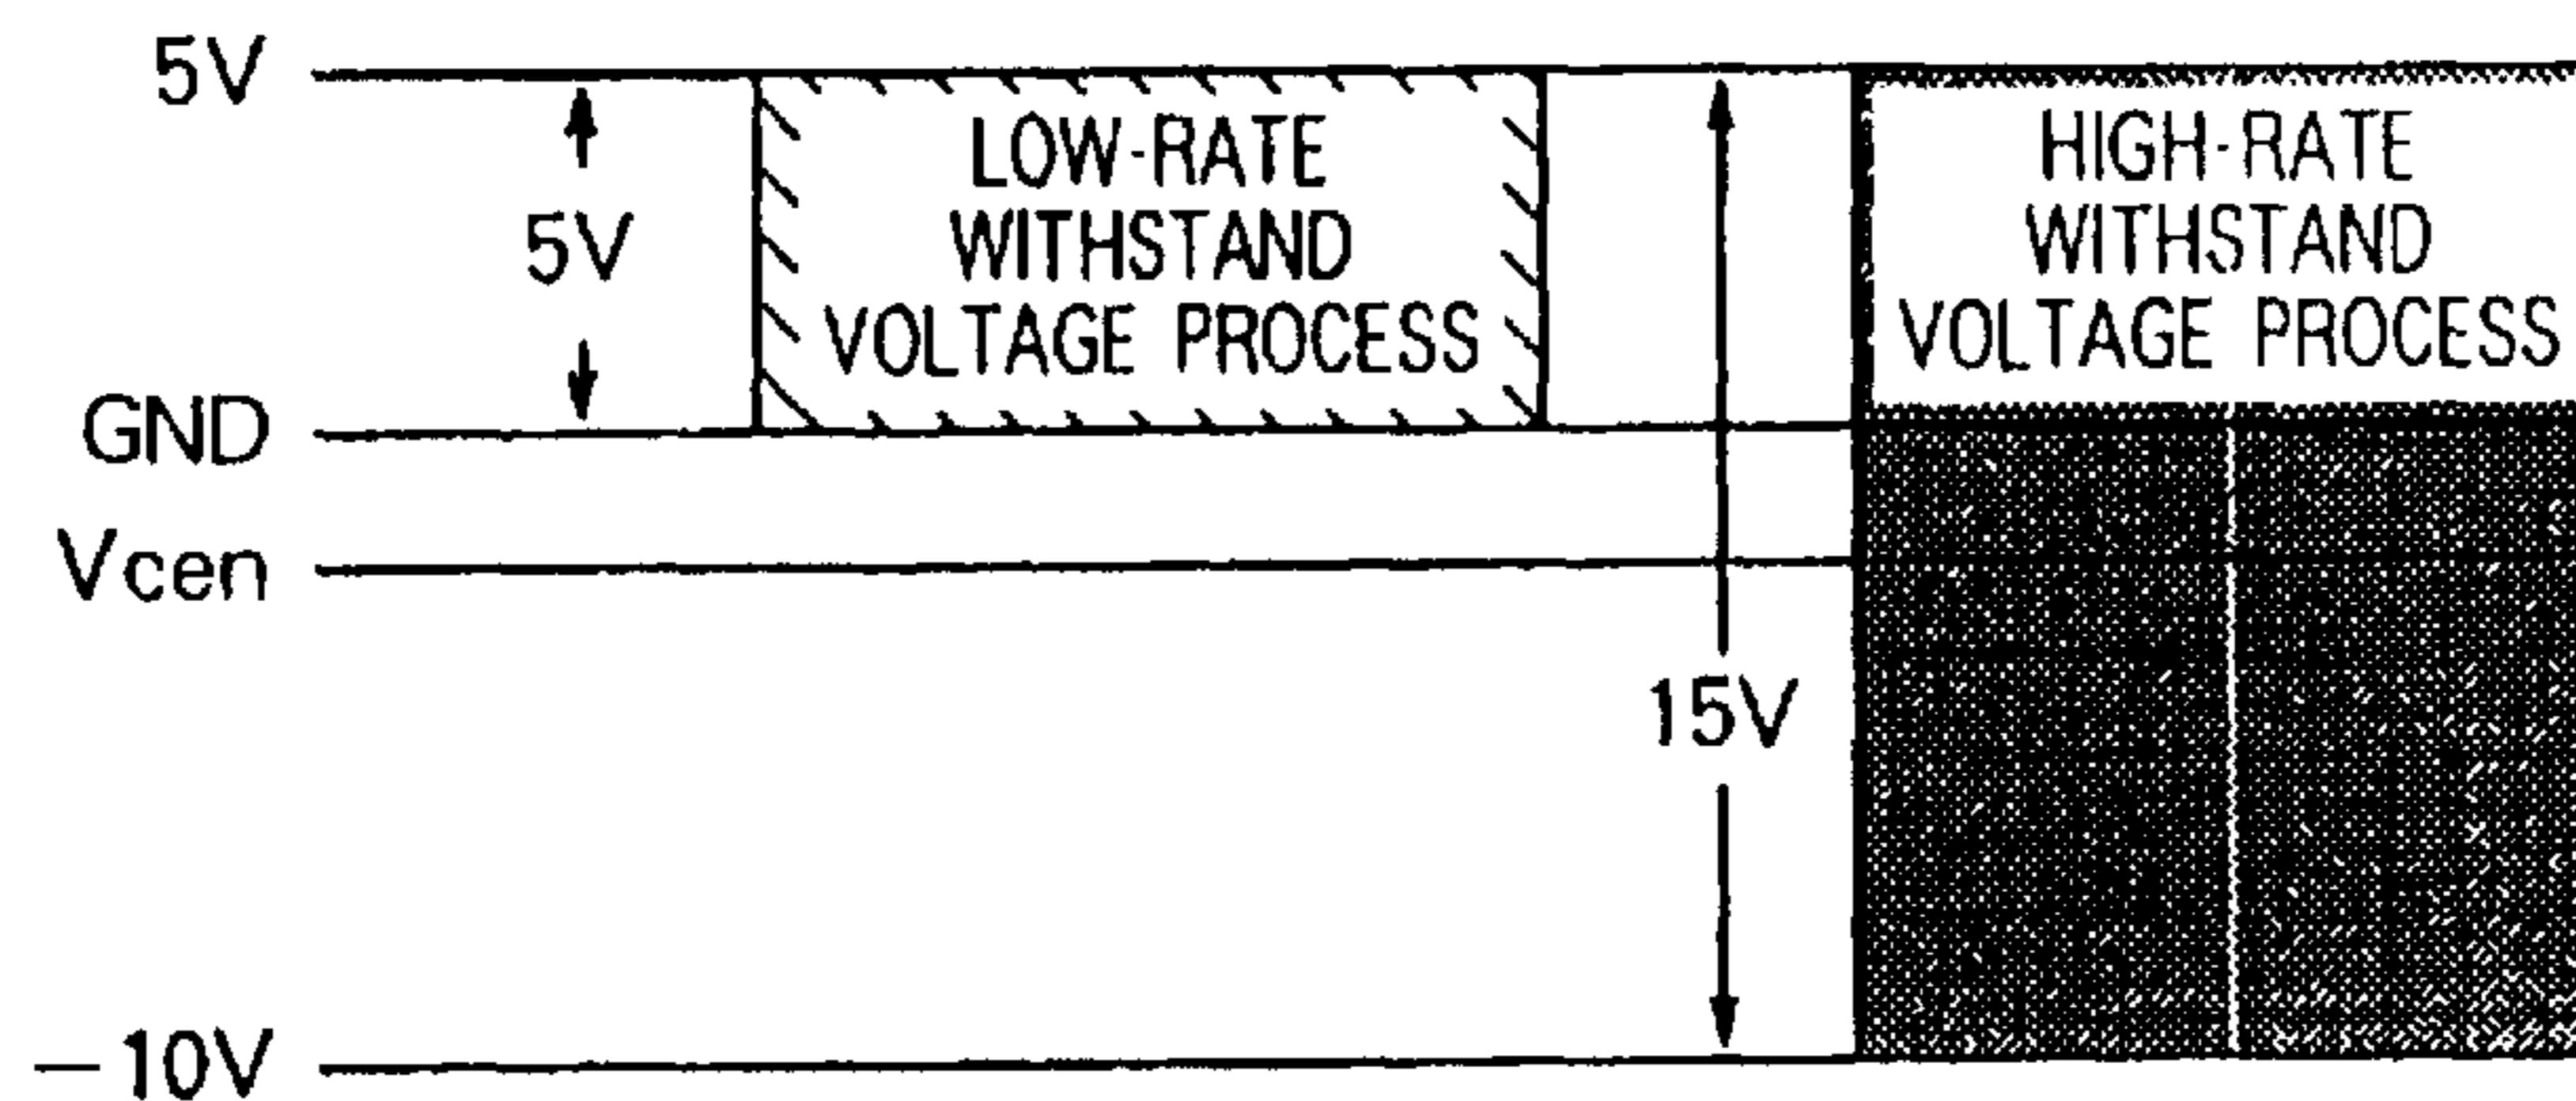 5V
5V
GND
Vcen
−10V
LOW-RATE
WITHSTAND
VOLTAGE PROCESS
15V
HIGH-RATE
WITHSTAND
VOLTAGE PROCESS